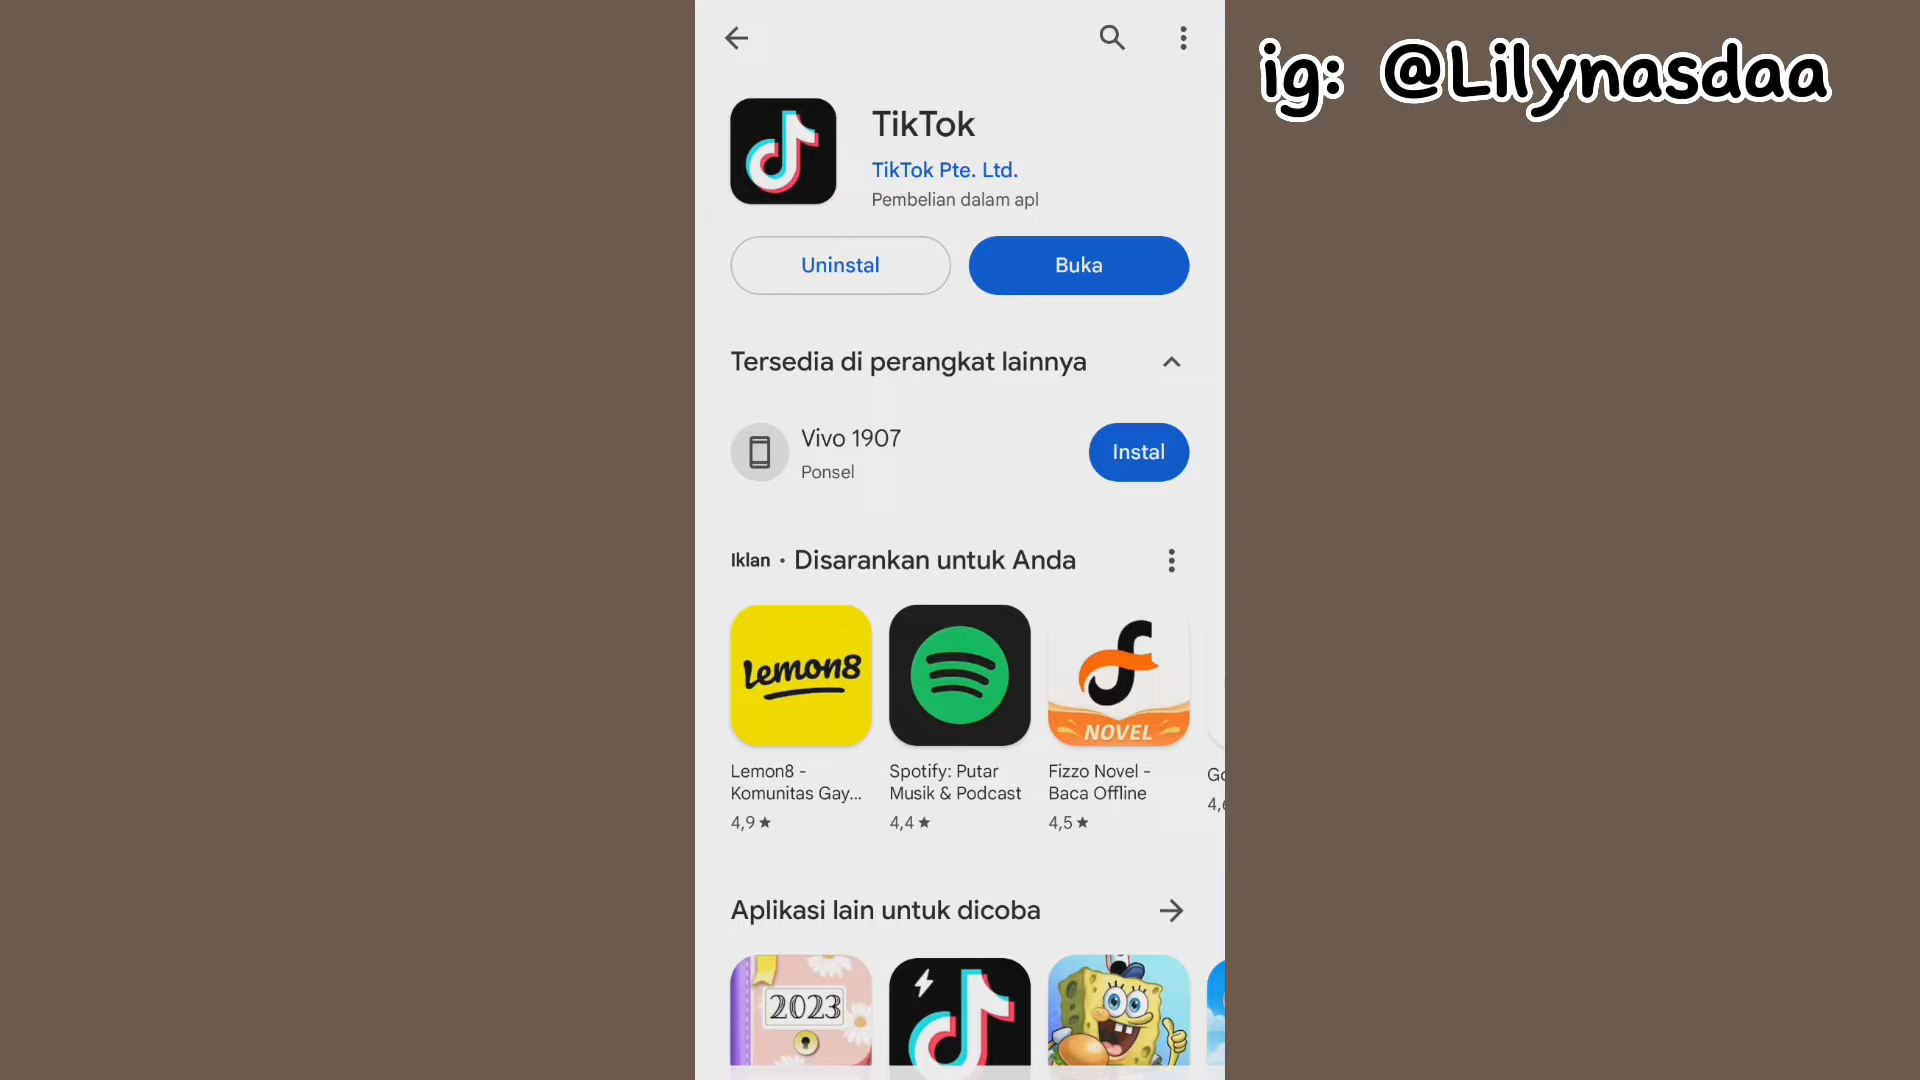 ig: @Lilynasdaa
TikTok
TikTok Pte. Ltd.
Pembelian dalam apl
Uninstal
Buka
Tersedia di perangkat lainnya
Vivo 1907
Ponsel
Instal
Iklan · Disarankan untuk Anda
Lemon8
NOVEL
Lemon8 -
Komunitas Gay...
4,9 ★
Spotify: Putar
Musik & Podcast
4,4 ★
Fizzo Novel -
Baca Offline
4,5 ★
Aplikasi lain untuk dicoba
2023